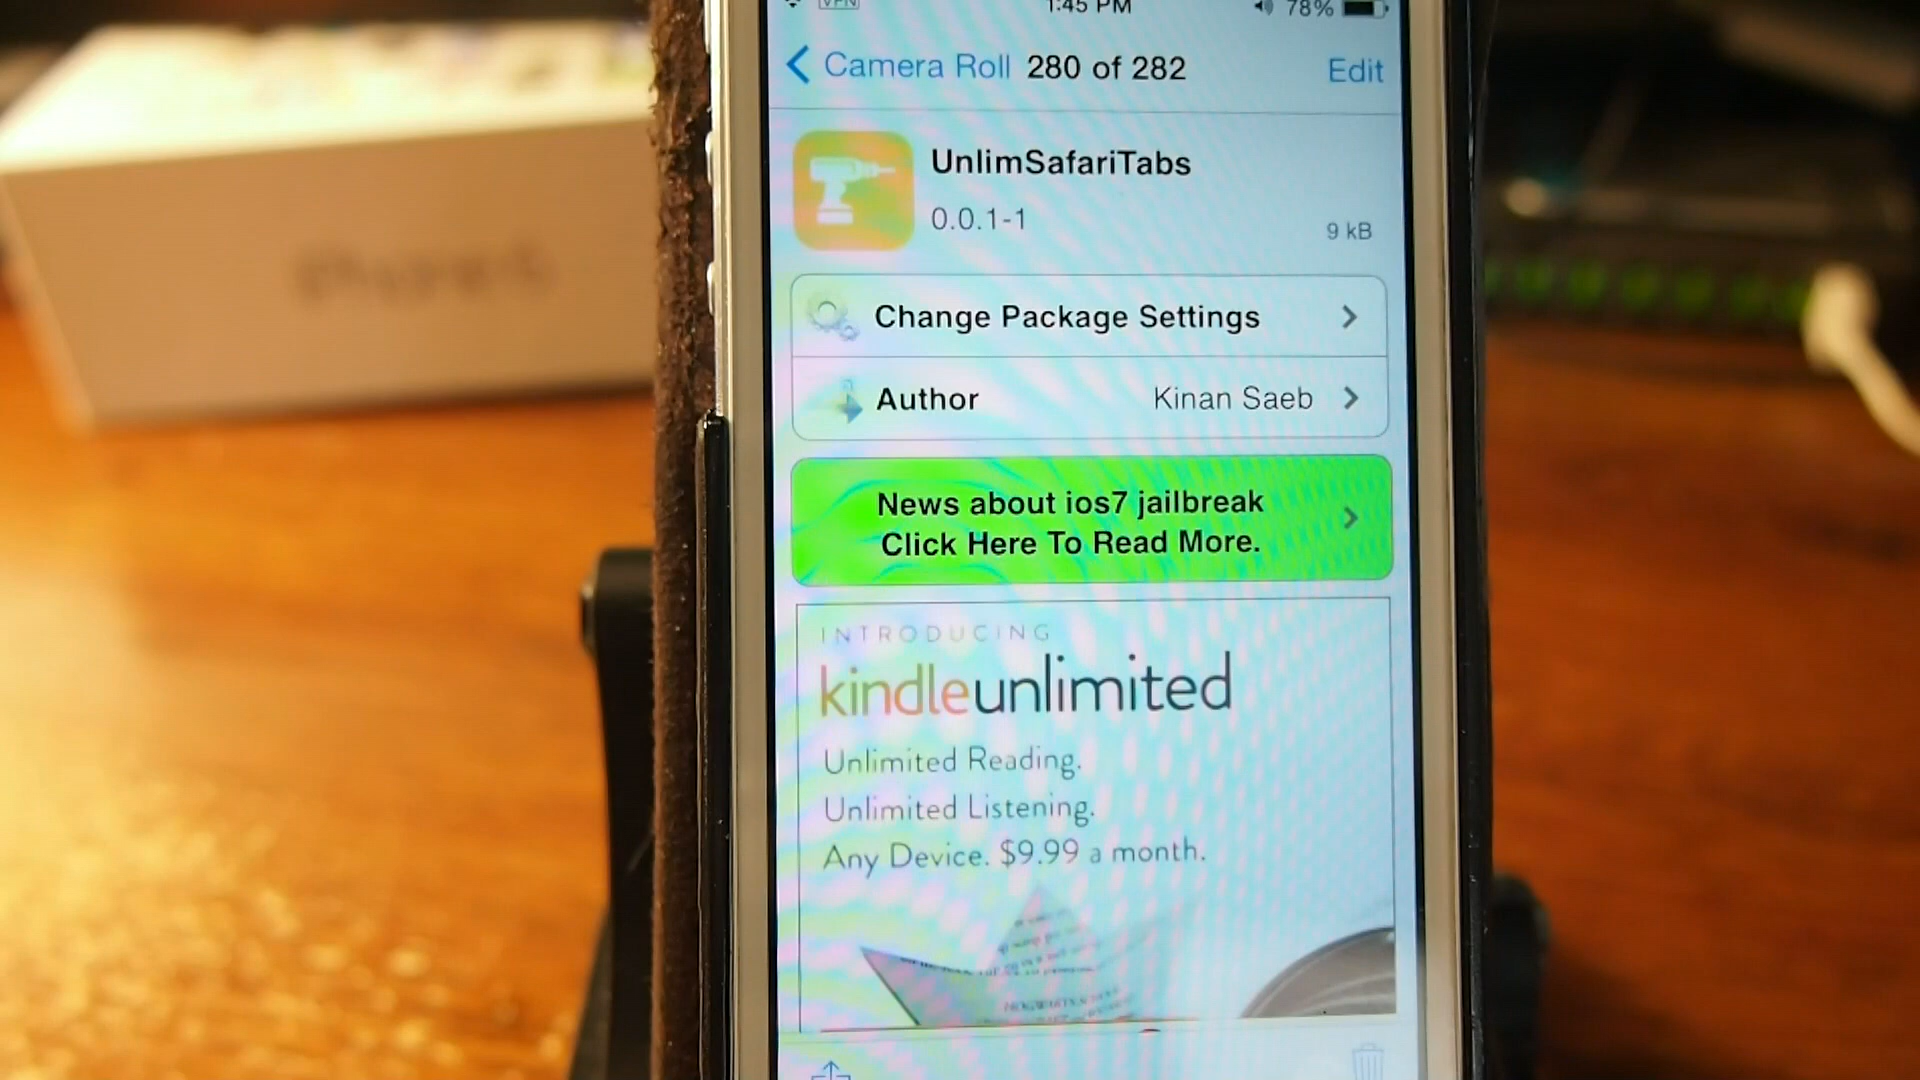 VPN 1:45 PM 78%
Camera Roll 280 of 282 Edit
UnlimSafariTabs
0.0.1-1
9 kB
Change Package Settings
Author Kinan Saeb
News about ios7 jailbreak
Click Here To Read More.
INTRODUCING
kindleunlimited
Unlimited Reading.
Unlimited Listening.
Any Device. $9.99 a month.